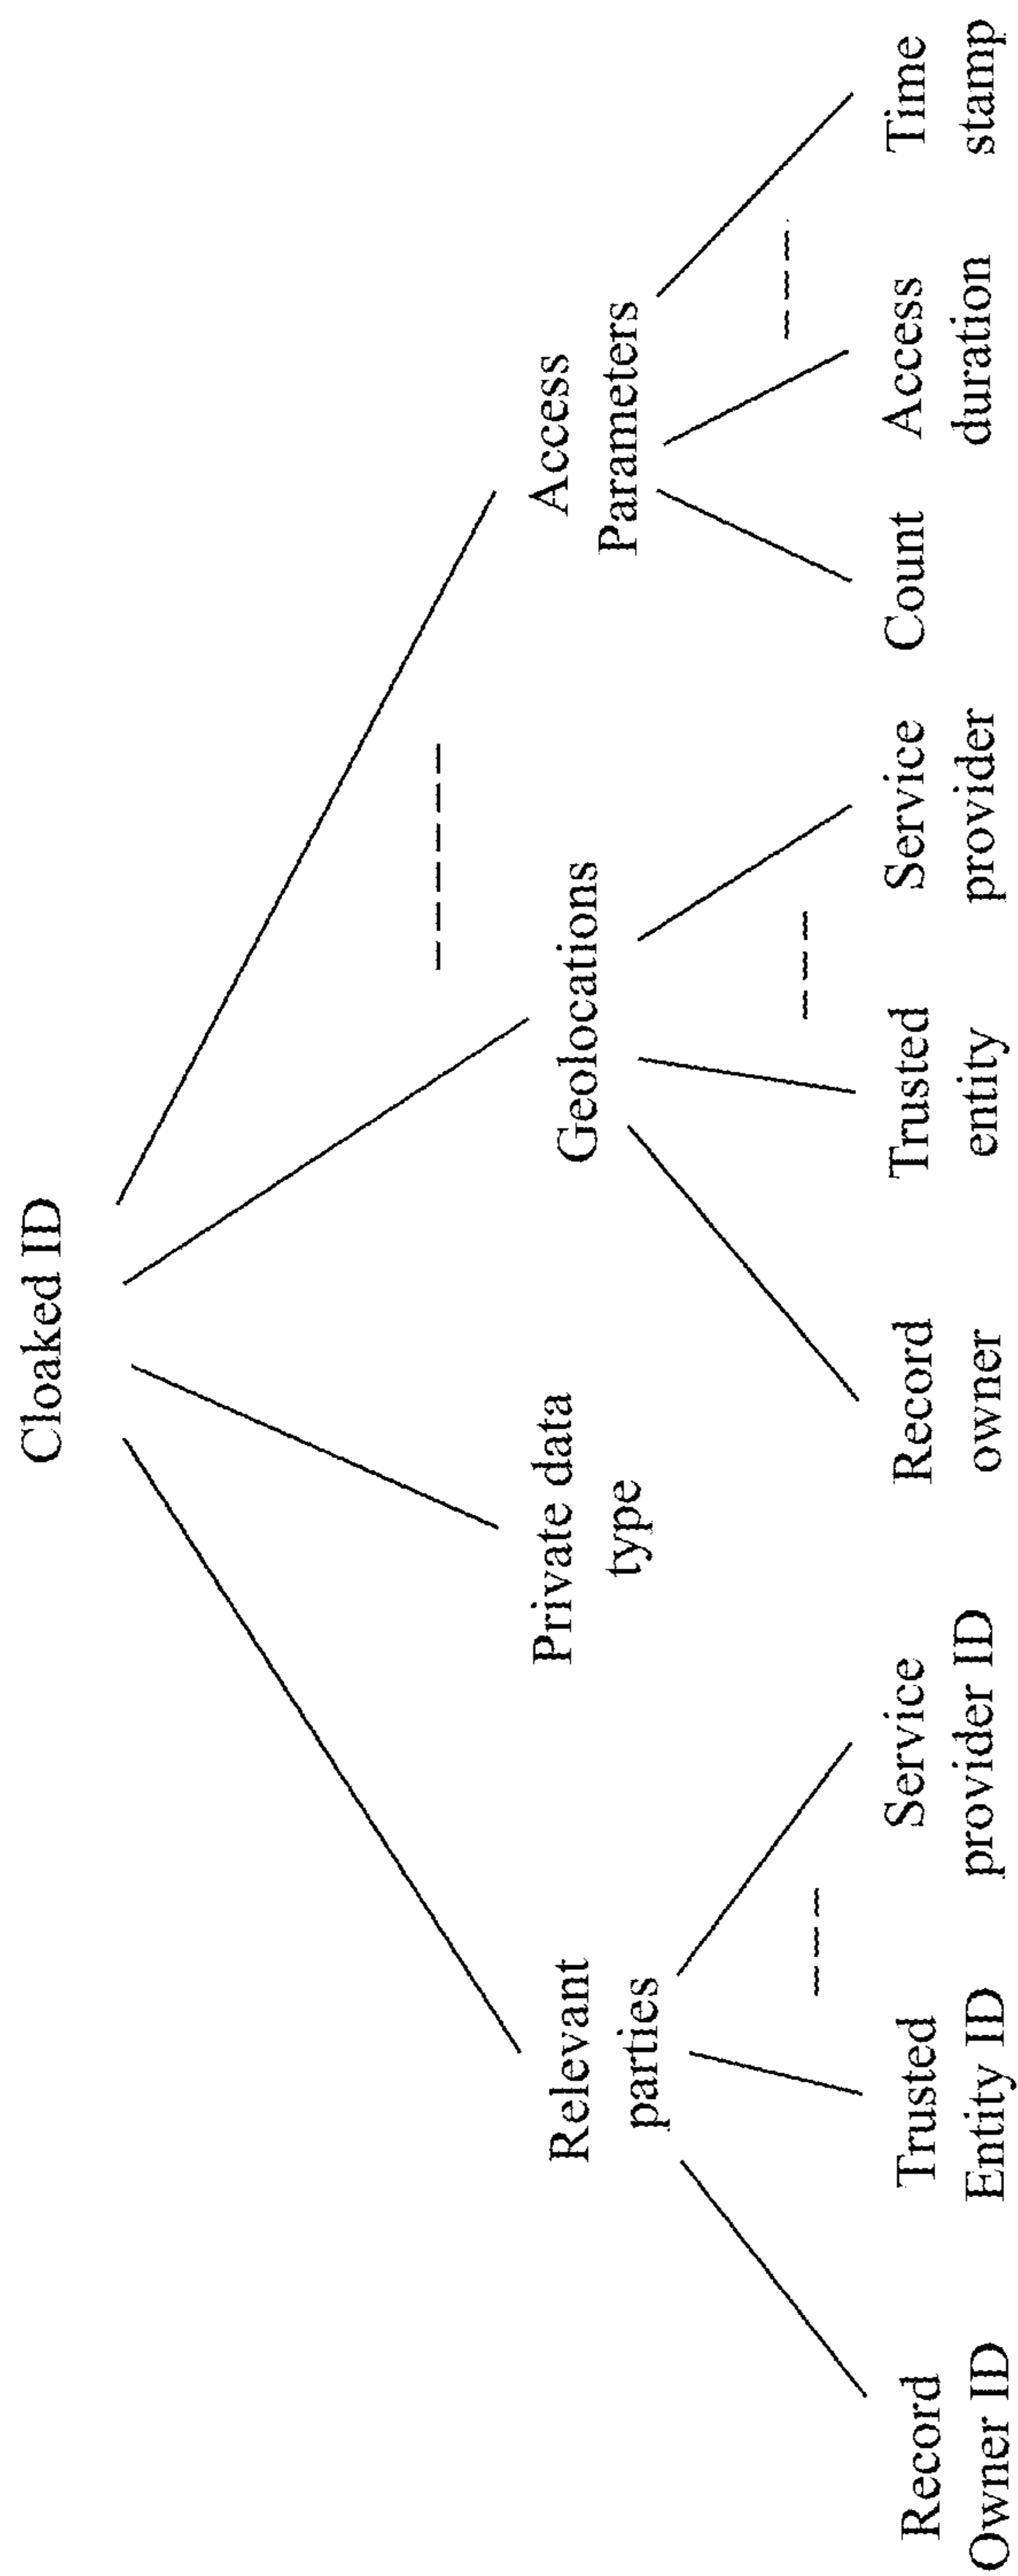 Cloaked ID
Relevant
parties
Private data
type
Geolocations
Access
Parameters
Record
Owner ID
Trusted
Entity ID
Service
provider ID
Record
owner
Trusted
entity
Service
provider
Count
Access
duration
Time
stamp